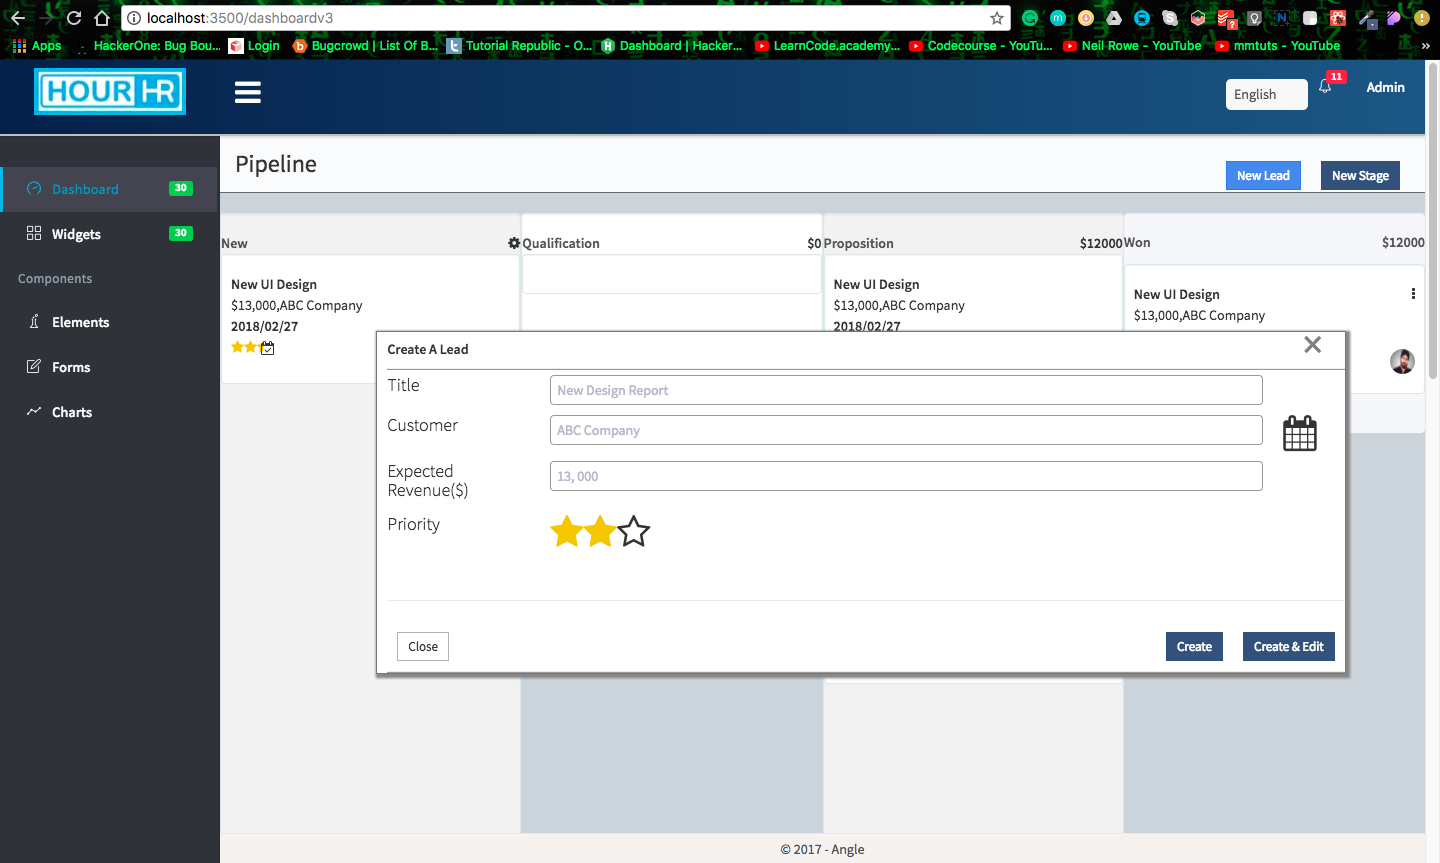 localhost:3500/dashboardv3
Apps
HackerOne: Bug Bou...
Login
Bugcrowd | List Of B...
Tutorial Republic - O...
Dashboard | Hacker...
LearnCode.academy...
Codecourse - YouTu...
Neil Rowe - YouTube
mmtuts - YouTube
»
HOUR HR
English
11
Admin
Dashboard 30
Widgets 30
Components
Elements
Forms
Charts
Pipeline
New Lead
New Stage
New
Qualification $0
Proposition $12000
Won $12000
New UI Design
$13,000,ABC Company
2018/02/27
New UI Design
$13,000,ABC Company
2018/02/27
New UI Design
$13,000,ABC Company
Create A Lead
Title
New Design Report
Customer
ABC Company
Expected
Revenue($)
13, 000
Priority
Close
Create
Create & Edit
© 2017 - Angle